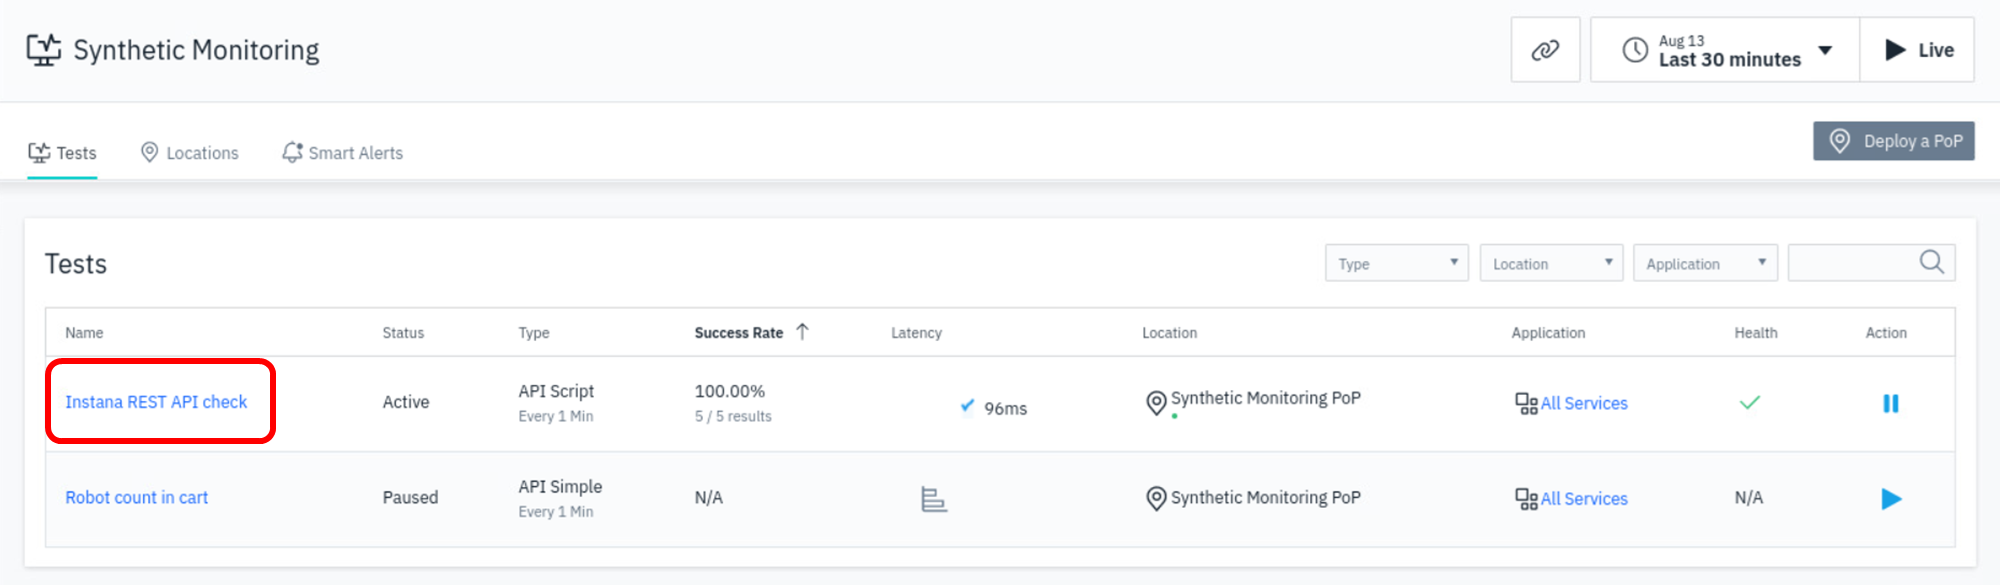 Synthetic Monitoring
Aug 13
Last 30 minutes
Live
Tests
Locations
Smart Alerts
Deploy a PoP
Tests
Type
Location
Application
Name
Status
Type
Success Rate
Latency
Location
Application
Health
Action
Instana REST API check
Active
API Script
Every 1 Min
100.00%
5 / 5 results
96ms
Synthetic Monitoring PoP
All Services
Robot count in cart
Paused
API Simple
Every 1 Min
N/A
Synthetic Monitoring PoP
All Services
N/A